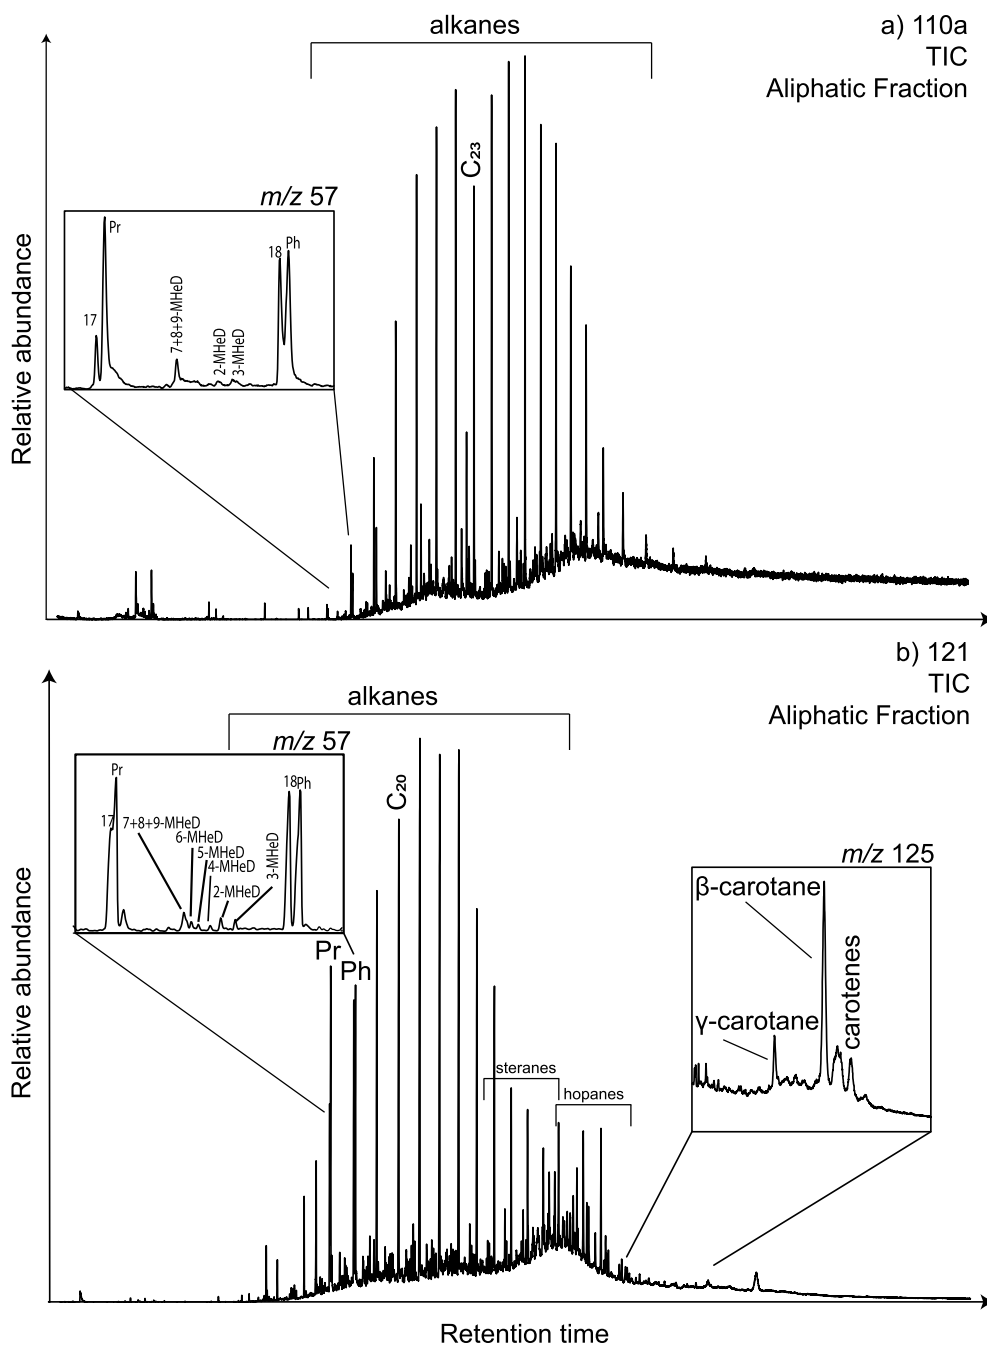 alkanes
a) 110a
TIC
Aliphatic Fraction
C₂₃
m/z 57
Pr
17
7+8+9-MHeD
2-MHeD
3-MHeD
18
Ph
Relative abundance
b) 121
TIC
Aliphatic Fraction
alkanes
m/z 57
Pr
17
7+8+9-MHeD
6-MHeD
5-MHeD
4-MHeD
2-MHeD
3-MHeD
18Ph
C₂₀
Pr
Ph
steranes
hopanes
m/z 125
β-carotane
γ-carotane
carotenes
Relative abundance
Retention time